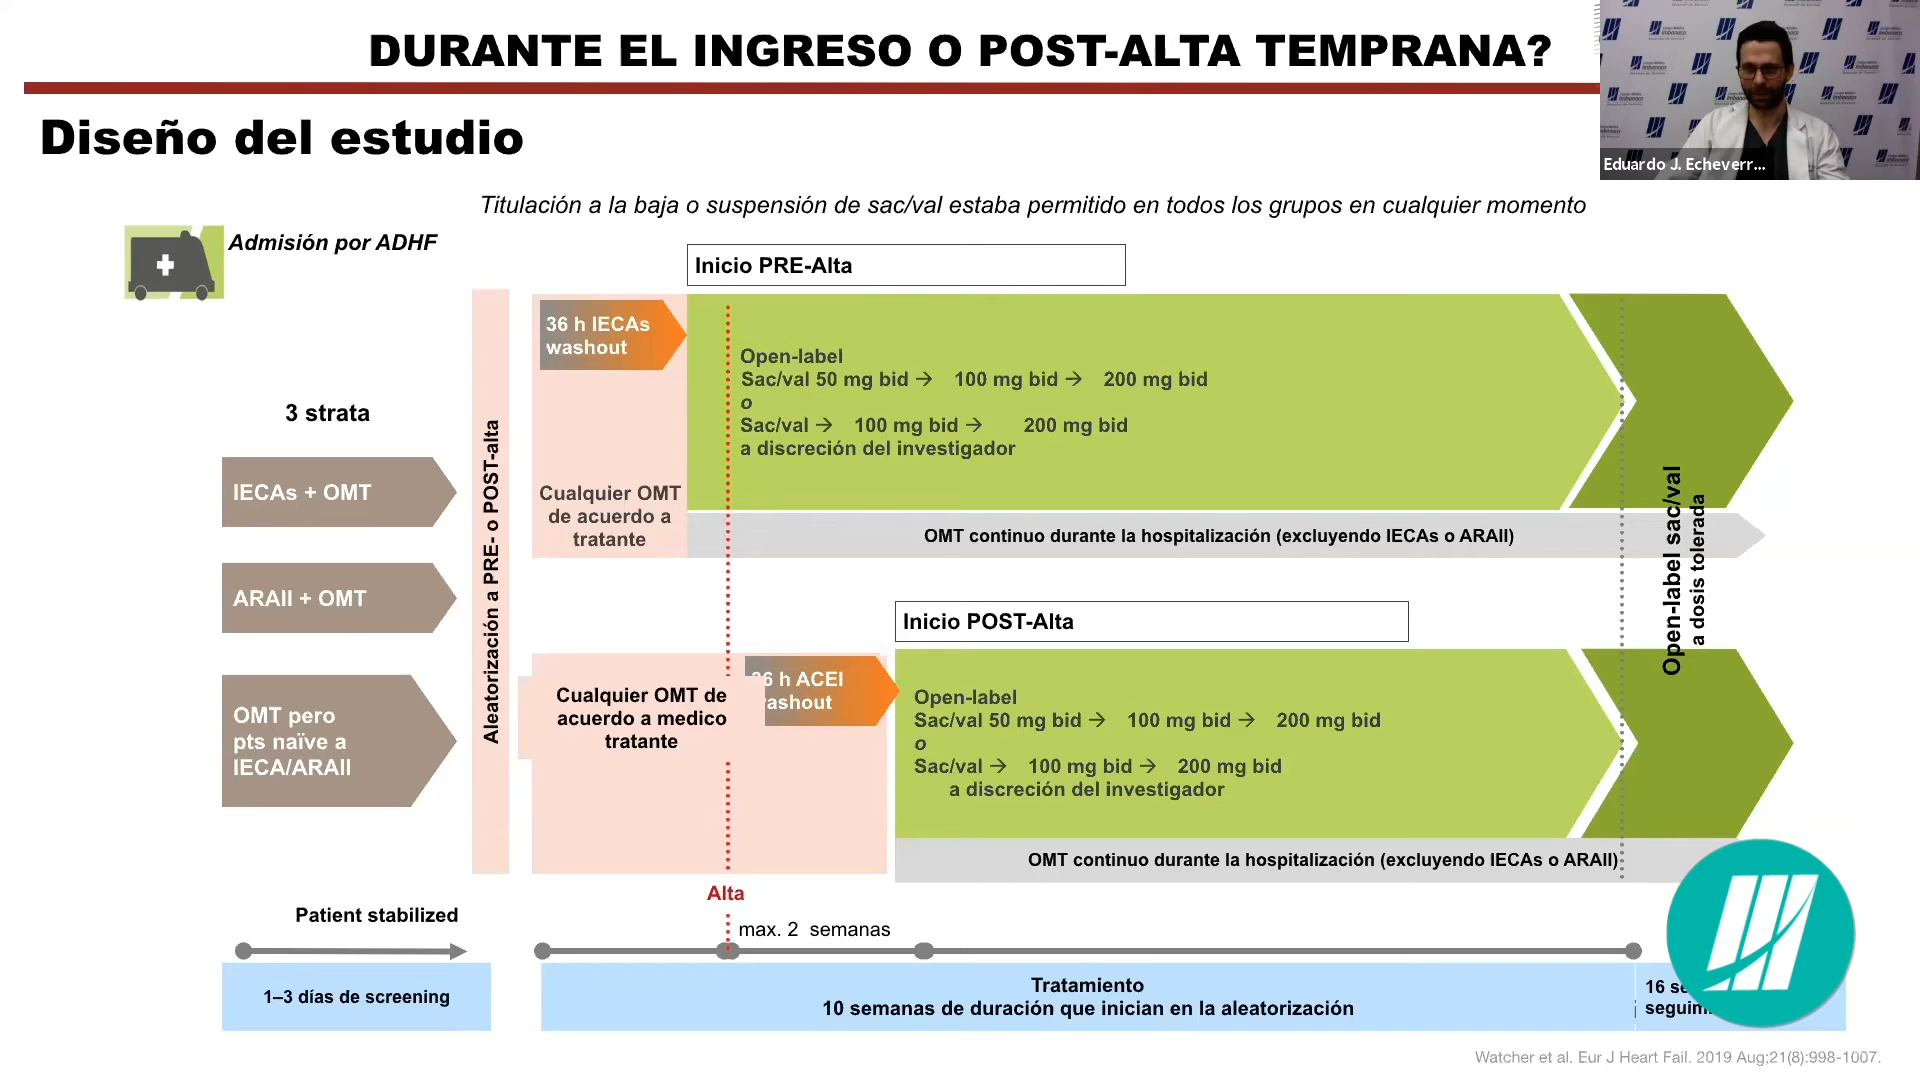 DURANTE EL INGRESO O POST-ALTA TEMPRANA?
Eduardo J. Echeverr...
Diseño del estudio
Titulación a la baja o suspensión de sac/val estaba permitido en todos los grupos en cualquier momento
Admisión por ADHF
Inicio PRE-Alta
36 h IECAs
washout
Open-label
Sac/val 50 mg bid → 100 mg bid → 200 mg bid
o
Sac/val → 100 mg bid → 200 mg bid
a discreción del investigador
3 strata
IECAs + OMT
ARAII + OMT
OMT pero
pts naïve a
IECA/ARAII
Aleatorización a PRE- o POST-alta
Cualquier OMT
de acuerdo a
tratante
OMT continuo durante la hospitalización (excluyendo IECAs o ARAII)
Open-label sac/val
a dosis tolerada
Inicio POST-Alta
Cualquier OMT de
acuerdo a medico
tratante
6 h ACEI
ashout
Open-label
Sac/val 50 mg bid → 100 mg bid → 200 mg bid
o
Sac/val → 100 mg bid → 200 mg bid
a discreción del investigador
OMT continuo durante la hospitalización (excluyendo IECAs o ARAII)
Alta
Patient stabilized
max. 2 semanas
1–3 días de screening
Tratamiento
10 semanas de duración que inician en la aleatorización
16 se
seguim
Watcher et al. Eur J Heart Fail. 2019 Aug;21(8):998-1007.